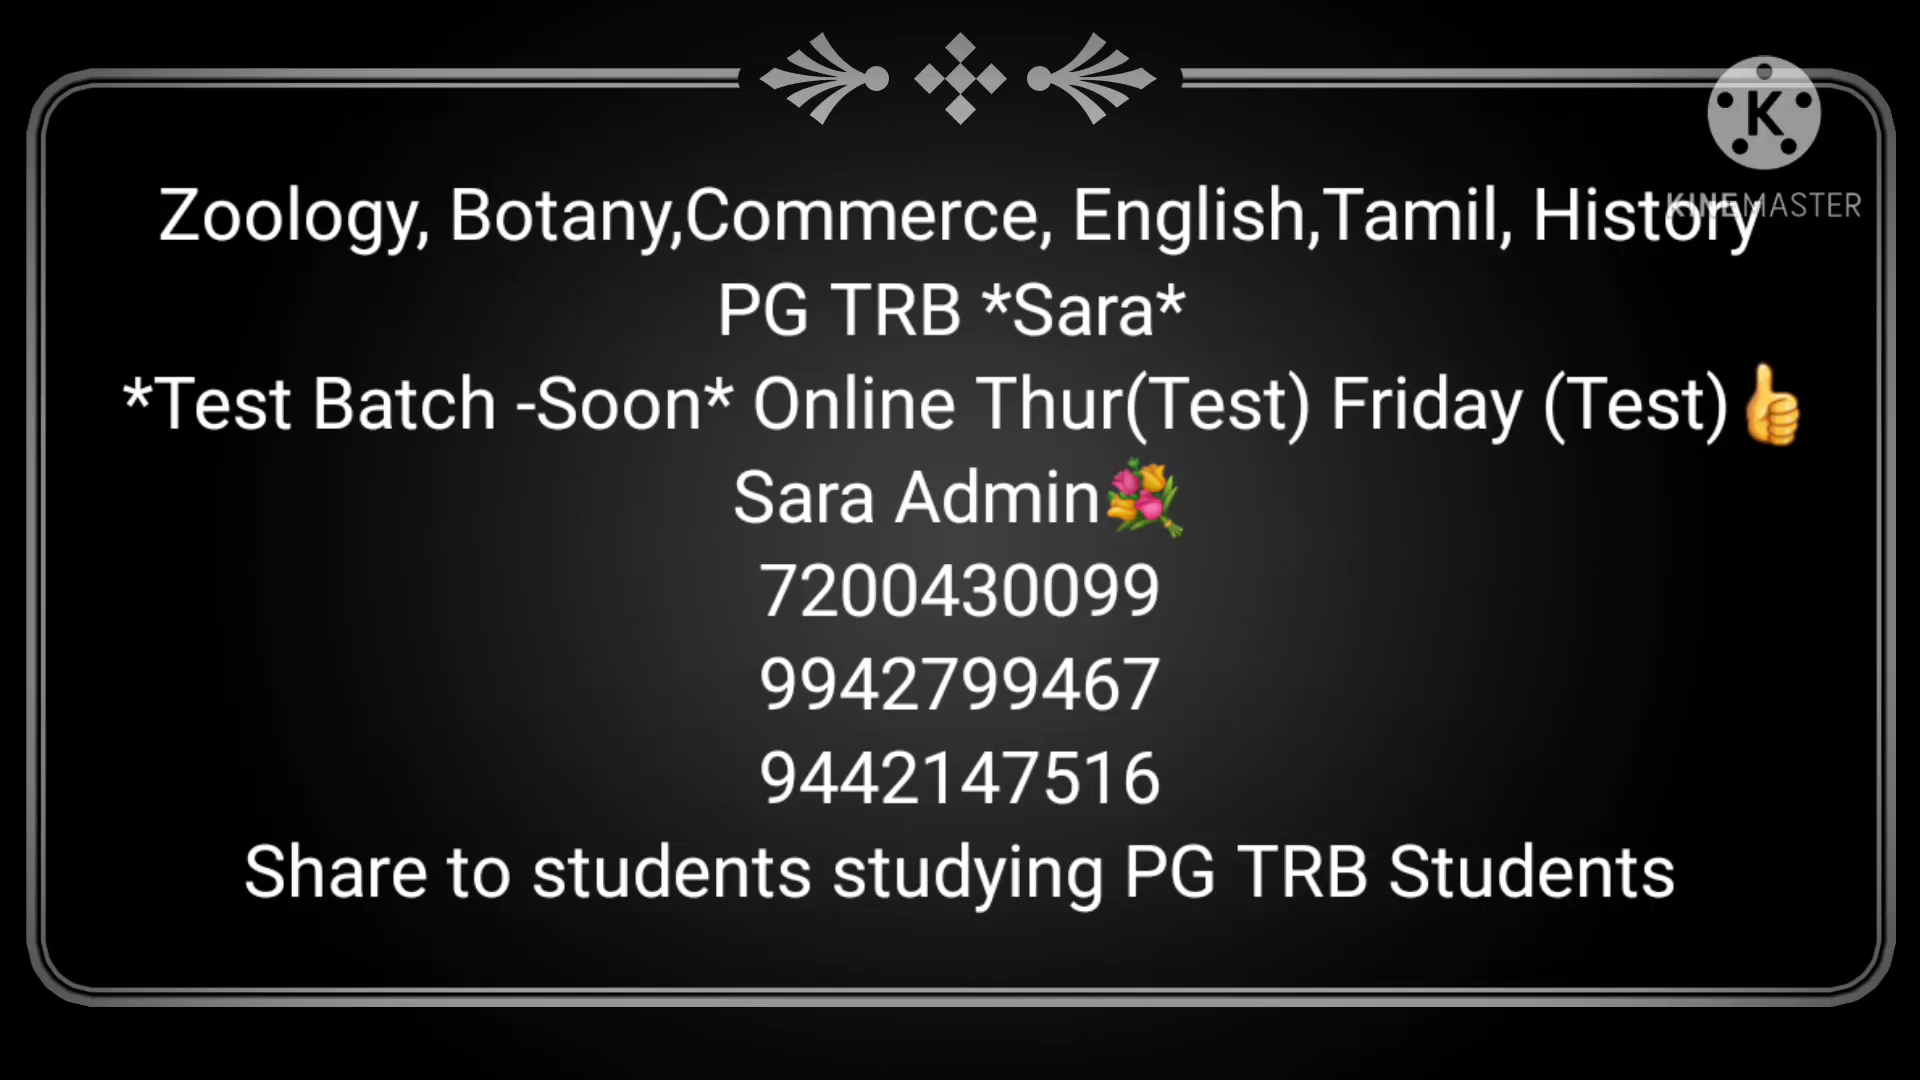 Zoology, Botany,Commerce, English,Tamil, History
KINEMASTER
PG TRB *Sara*
*Test Batch -Soon* Online Thur(Test) Friday (Test)👍
Sara Admin💐
7200430099
9942799467
9442147516
Share to students studying PG TRB Students